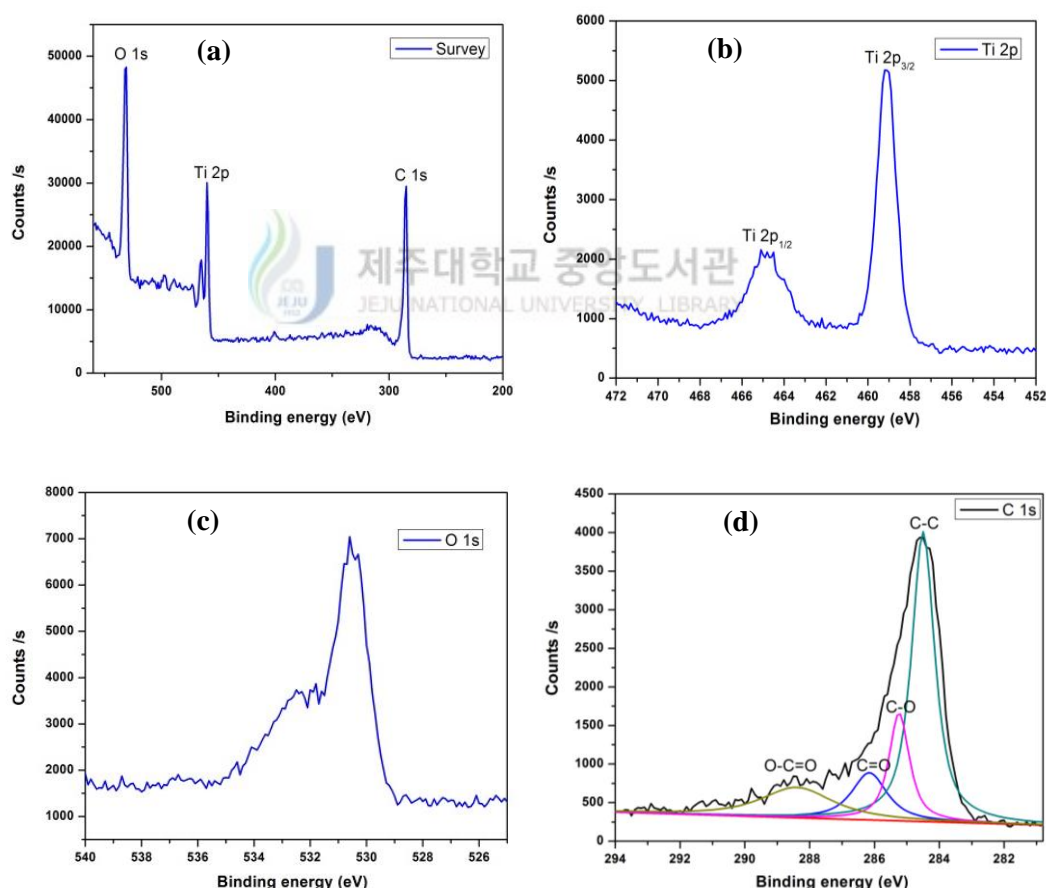 (a)
Survey
O 1s
Ti 2p
C 1s
50000
40000
30000
20000
10000
0
500
400
300
200
Counts /s
Binding energy (eV)
(b)
Ti 2p
Ti 2p3/2
Ti 2p1/2
6000
5000
4000
3000
2000
1000
0
472 470 468 466 464 462 460 458 456 454 452
Counts /s
Binding energy (eV)
제주대학교 중앙도서관
JEJU NATIONAL UNIVERSITY LIBRARY
JEJU
1952
(c)
O 1s
8000
7000
6000
5000
4000
3000
2000
1000
540 538 536 534 532 530 528 526
Counts /s
Binding energy (eV)
(d)
C 1s
C-C
C-O
C=O
O-C=O
4500
4000
3500
3000
2500
2000
1500
1000
500
0
294 292 290 288 286 284 282
Counts /s
Binding energy (eV)